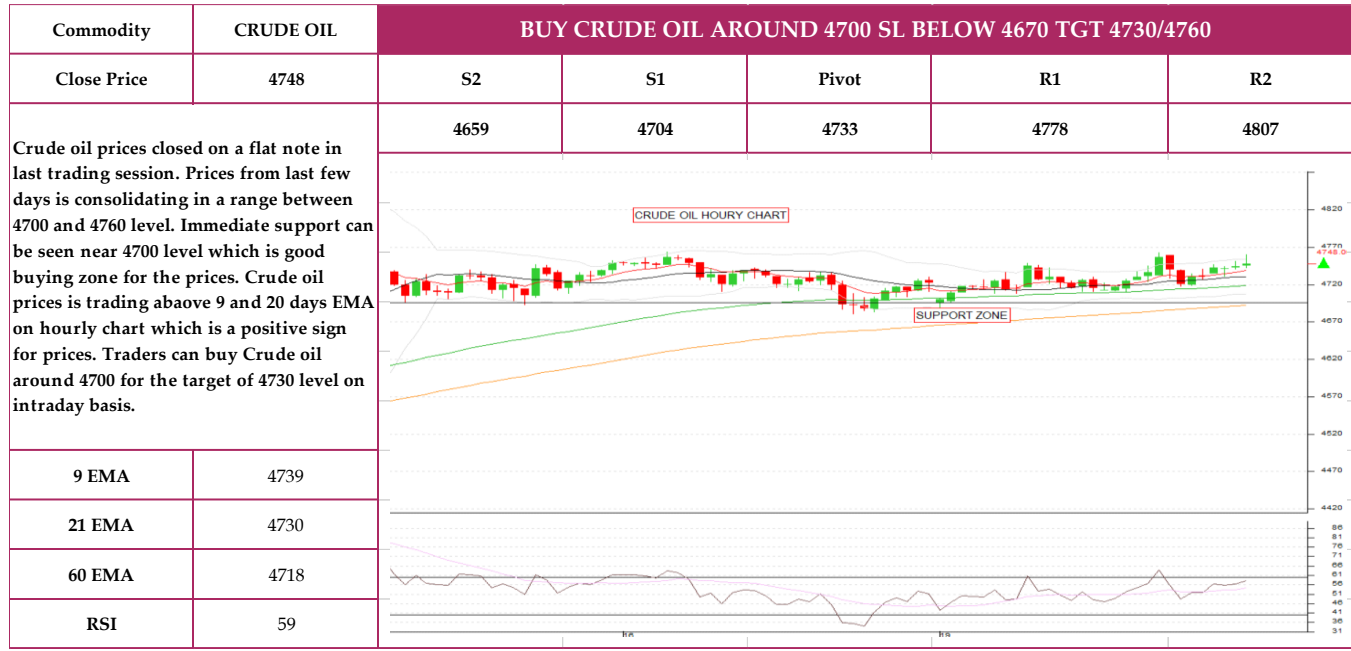 Commodity CRUDE OIL BUY CRUDE OIL AROUND 4700 SL BELOW 4670 TGT 4730/4760
Close Price 4748 S2 S1 Pivot R1 R2
4659 4704 4733 4778 4807
Crude oil prices closed on a flat note in
last trading session. Prices from last few
days is consolidating in a range between
4700 and 4760 level. Immediate support can
be seen near 4700 level which is good
buying zone for the prices. Crude oil
prices is trading above 9 and 20 days EMA
on hourly chart which is a positive sign
for prices. Traders can buy Crude oil
around 4700 for the target of 4730 level on
intraday basis.
9 EMA 4739
21 EMA 4730
60 EMA 4718
RSI 59
CRUDE OIL HOURY CHART
SUPPORT ZONE
4820
4770
4748.0
4720
4670
4620
4570
4520
4470
4420
86
81
76
71
66
61
56
51
46
41
36
31